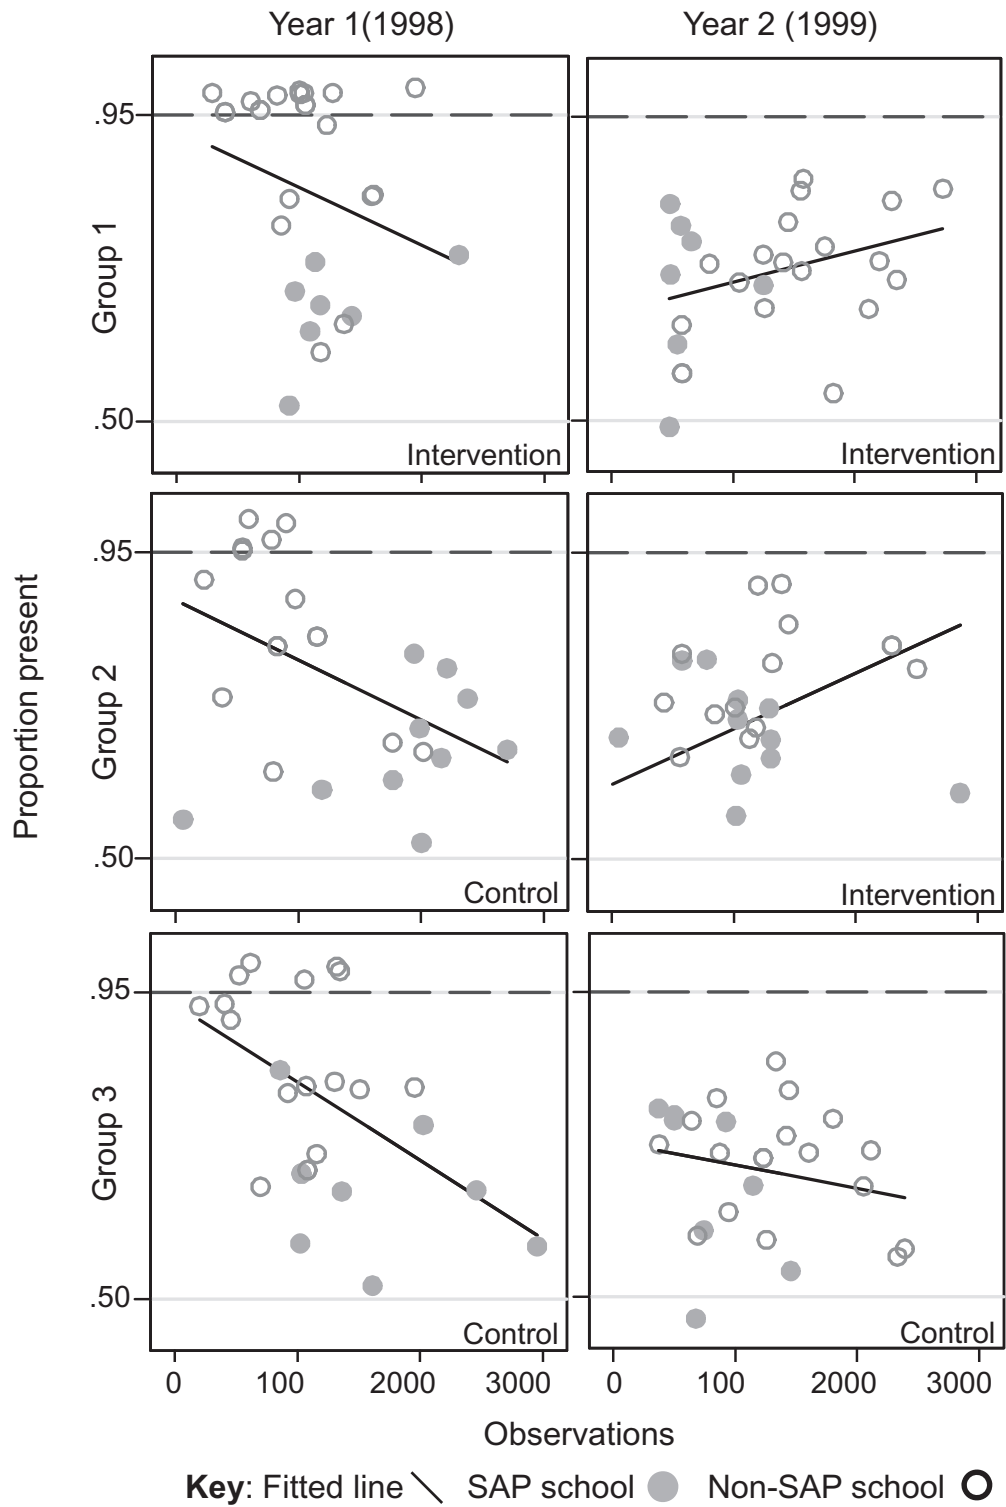 Year 1(1998)
Year 2 (1999)
.95
.50
Group 1
Intervention
Intervention
.95
.50
Group 2
Control
Intervention
Proportion present
.95
.50
Group 3
Control
Control
0 100 2000 3000
0 100 2000 3000
Observations
Key: Fitted line SAP school Non-SAP school